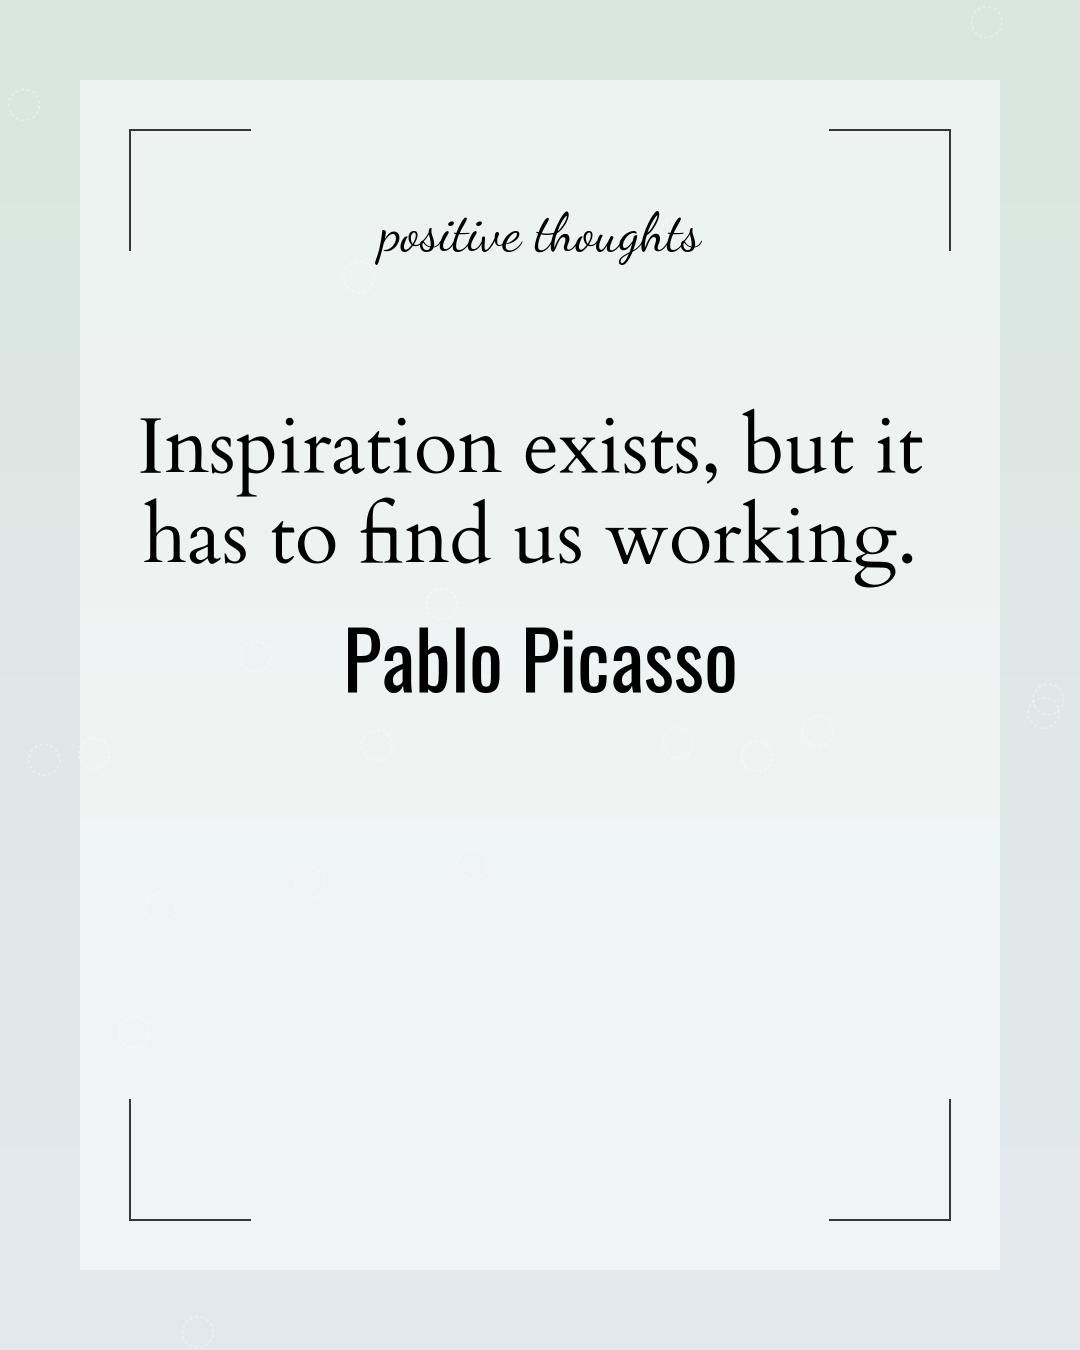 positive thoughts
Inspiration exists, but it
has to find us working.
Pablo Picasso